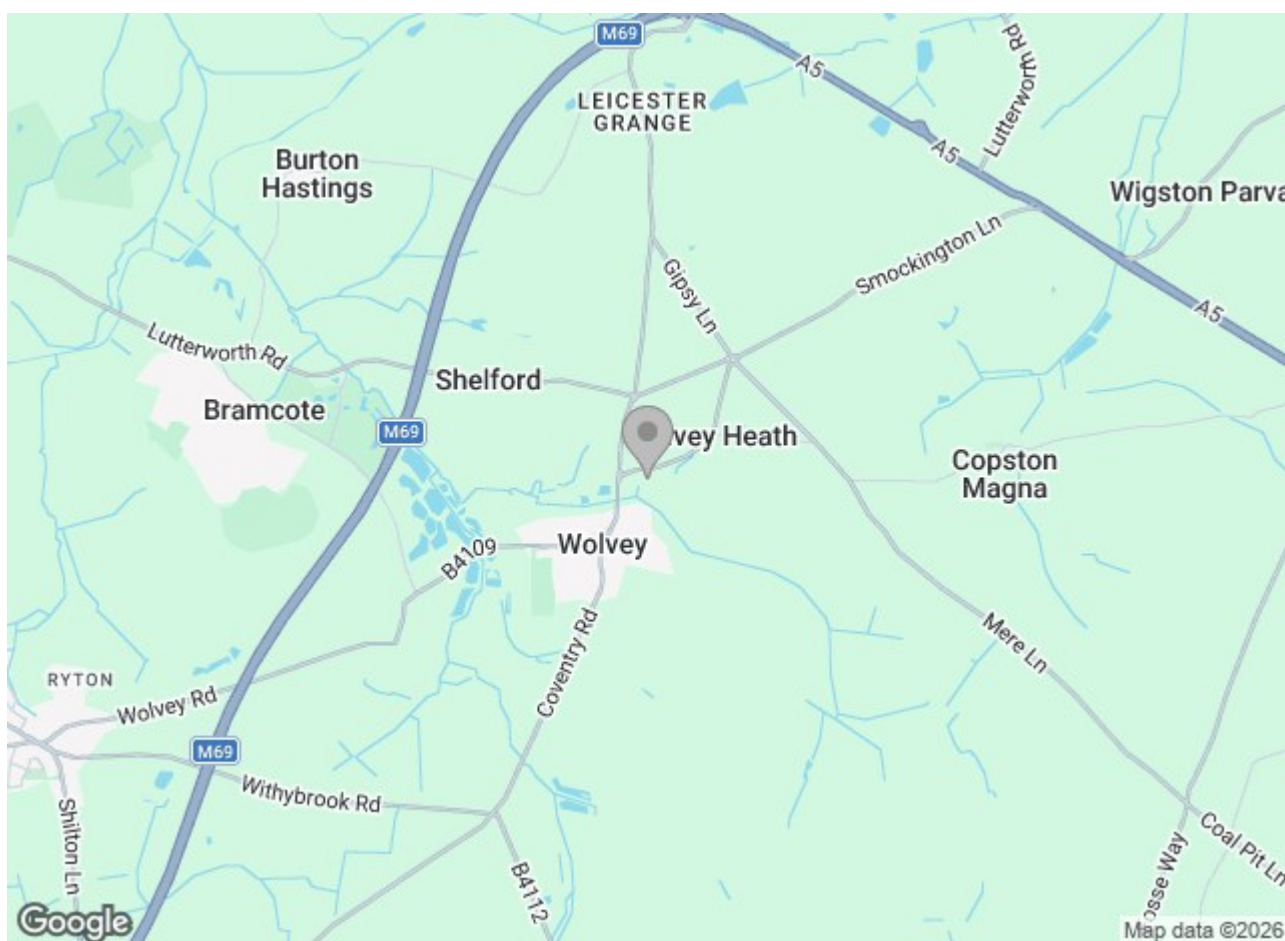 M69
A5
Lutterworth Rd
LEICESTER
GRANGE
A5
Burton
Hastings
Wigston Parva
Smockington Ln
Gipsy Ln
A5
Lutterworth Rd
Shelford
Bramcote
M69
lvey Heath
Copston
Magna
Wolvey
B4109
Coventry Rd
Mere Ln
RYTON
Wolvey Rd
M69
Withybrook Rd
Shilton Ln
B4112
Coal Pit Ln
osse Way
Google
Map data ©2026